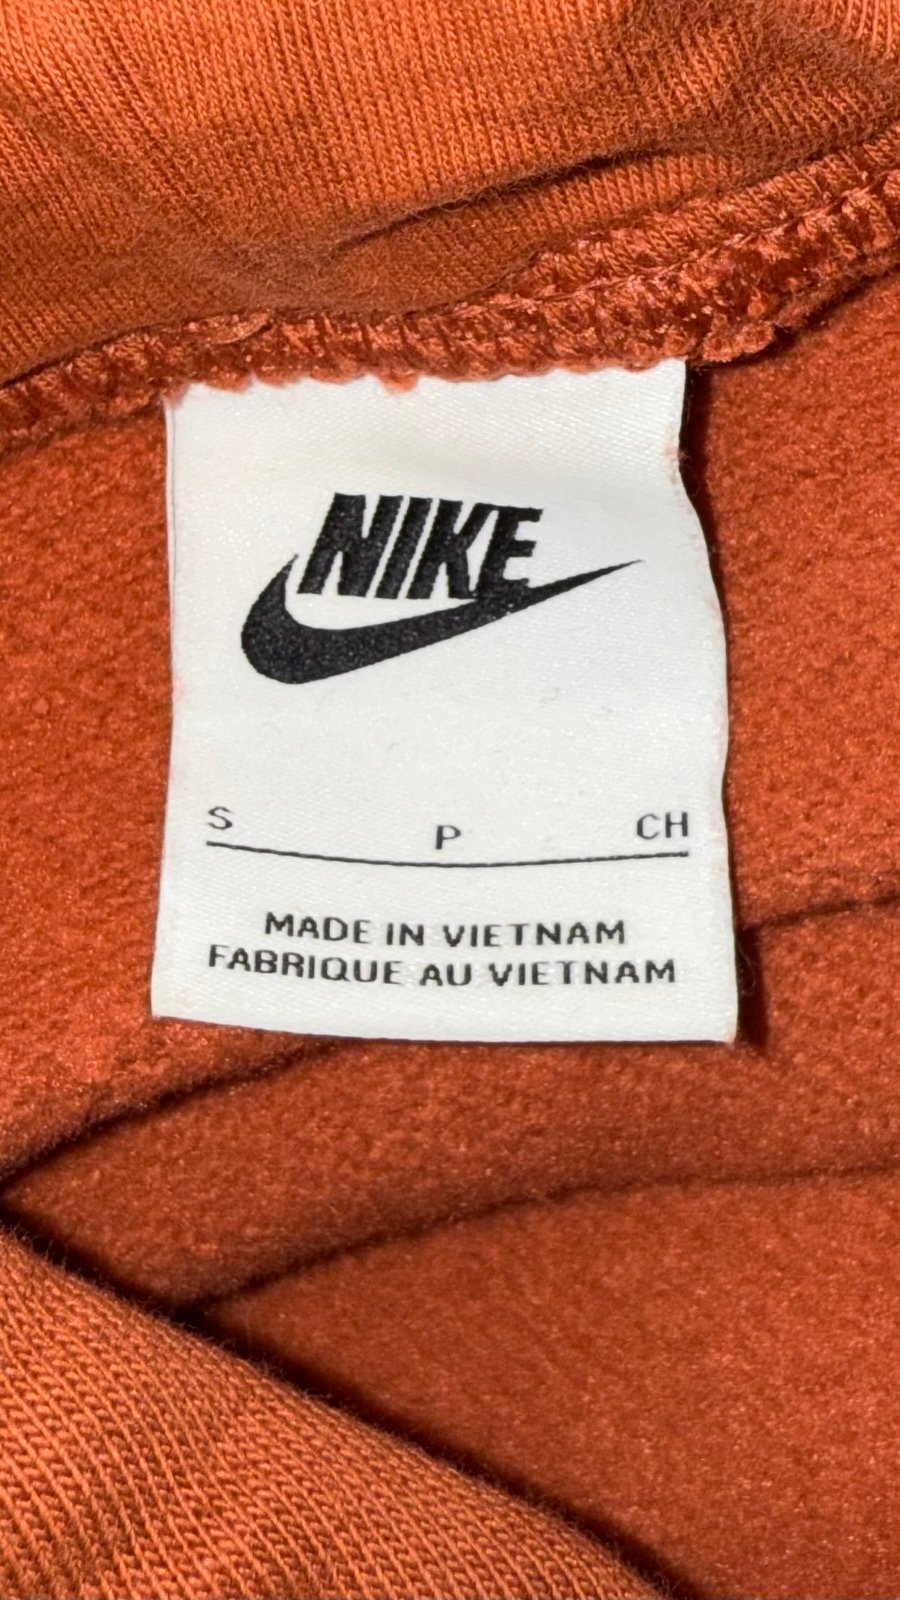 NIKE
S P CH
MADE IN VIETNAM
FABRIQUE AU VIETNAM